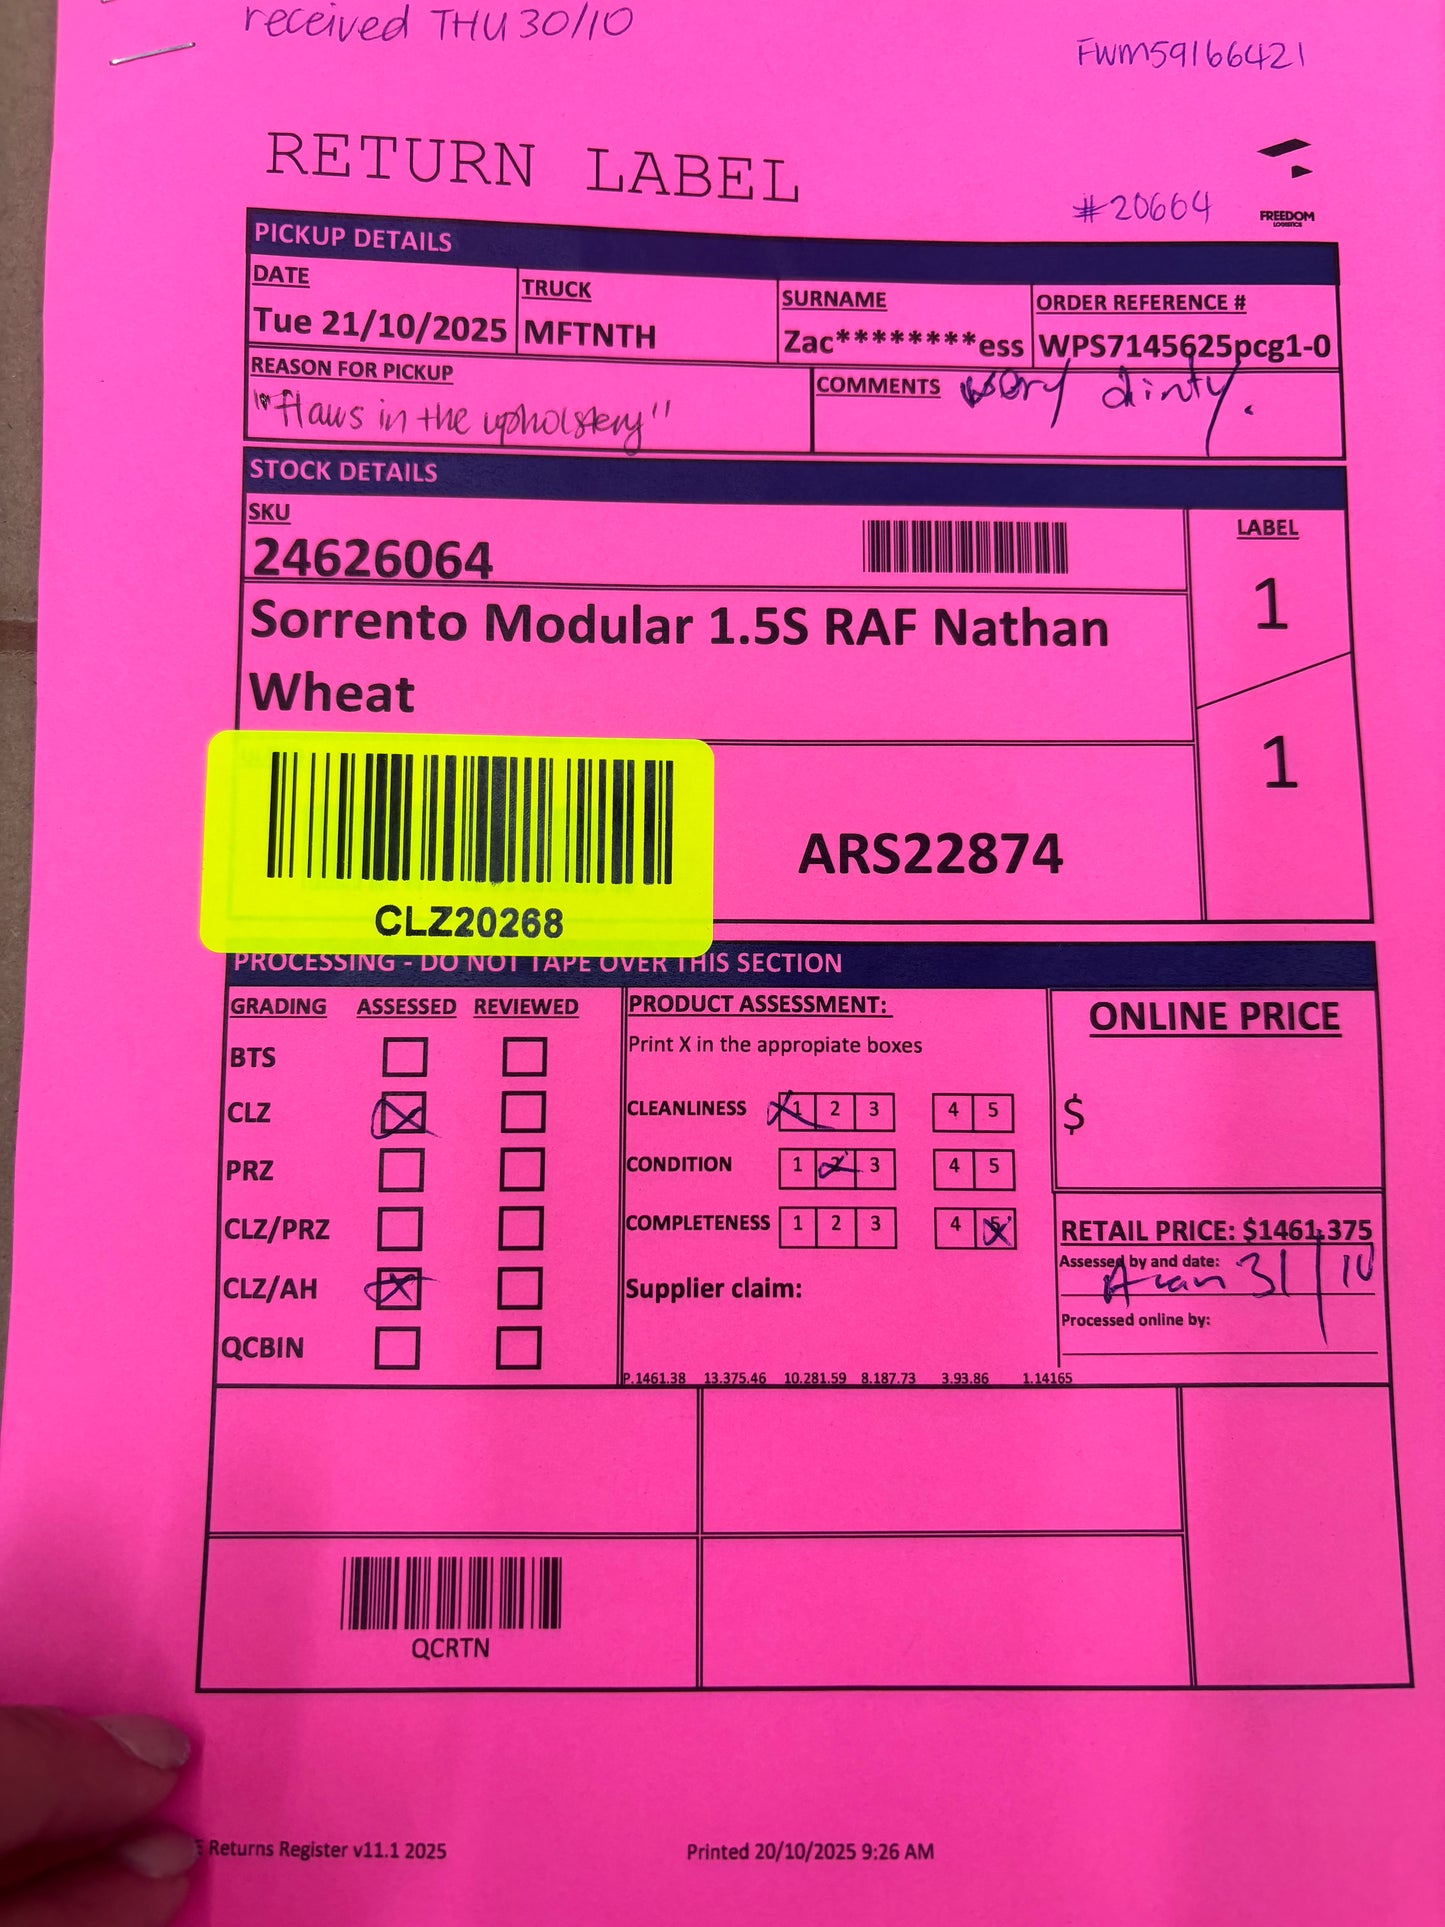 received THU 30/10
FWM59166421
RETURN LABEL
#20664
FREEDOM
LOGISTICS
PICKUP DETAILS
DATE TRUCK SURNAME ORDER REFERENCE #
Tue 21/10/2025 MFTNTH Zac********ess WPS7145625pcg1-0
REASON FOR PICKUP COMMENTS very dirty.
"flaws in the upholstery"
STOCK DETAILS
SKU LABEL
24626064
1
Sorrento Modular 1.5S RAF Nathan
Wheat
1
ARS22874
CLZ20268
PROCESSING - DO NOT TAPE OVER THIS SECTION
GRADING ASSESSED REVIEWED PRODUCT ASSESSMENT: ONLINE PRICE
BTS Print X in the appropiate boxes
CLZ X CLEANLINESS X1 2 3 4 5 $
PRZ CONDITION 1 2 3 4 5
CLZ/PRZ COMPLETENESS 1 2 3 4 5 RETAIL PRICE: $1461.375
Assessed by and date:
CLZ/AH X Supplier claim: 31/10
Processed online by:
QCBIN
P.1461.38 13.375.46 10.281.59 8.187.73 3.93.86 1.14165
QCRTN
Returns Register v11.1 2025 Printed 20/10/2025 9:26 AM